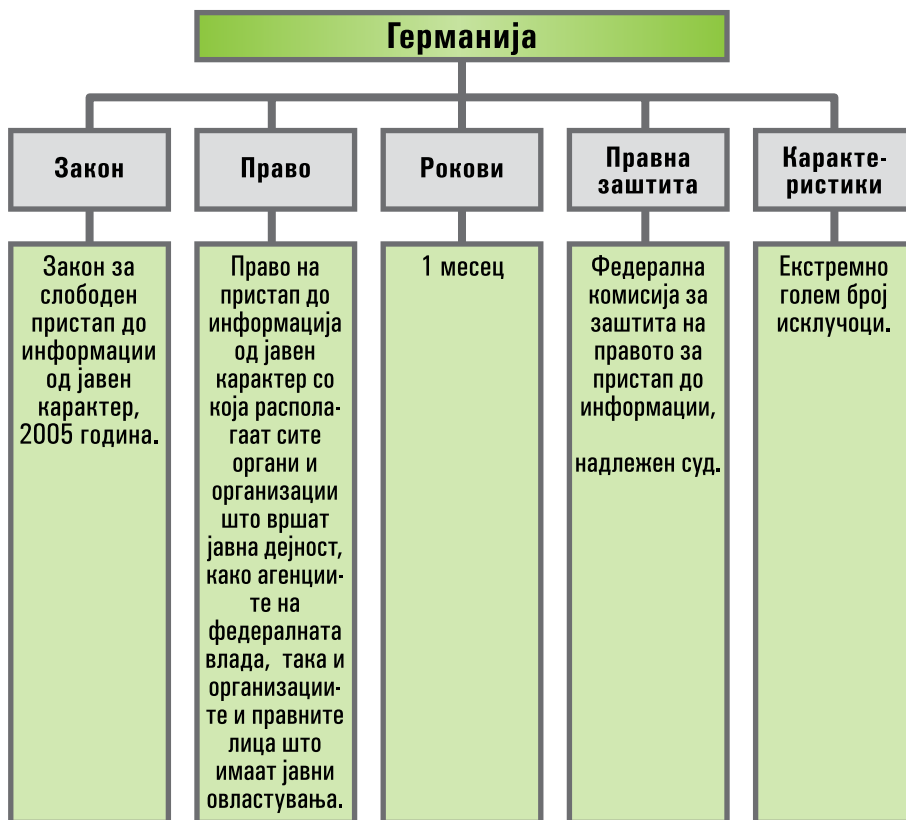 Германија
Закон
Право
Рокови
Правна
заштита
Каракте-
ристики
Закон за
слободен
пристап до
информации
од јавен
карактер,
2005 година.
Право на
пристап до
информација
од јавен
карактер со
која распола-
гаат сите
органи и
организации
што вршат
јавна дејност,
како агенции-
те на
федералната
влада, така и
организации-
те и правните
лица што
имаат јавни
овластувања.
1 месец
Федерална
комисија за
заштита на
правото за
пристап до
информации,
надлежен суд.
Екстремно
голем број
исклучоци.